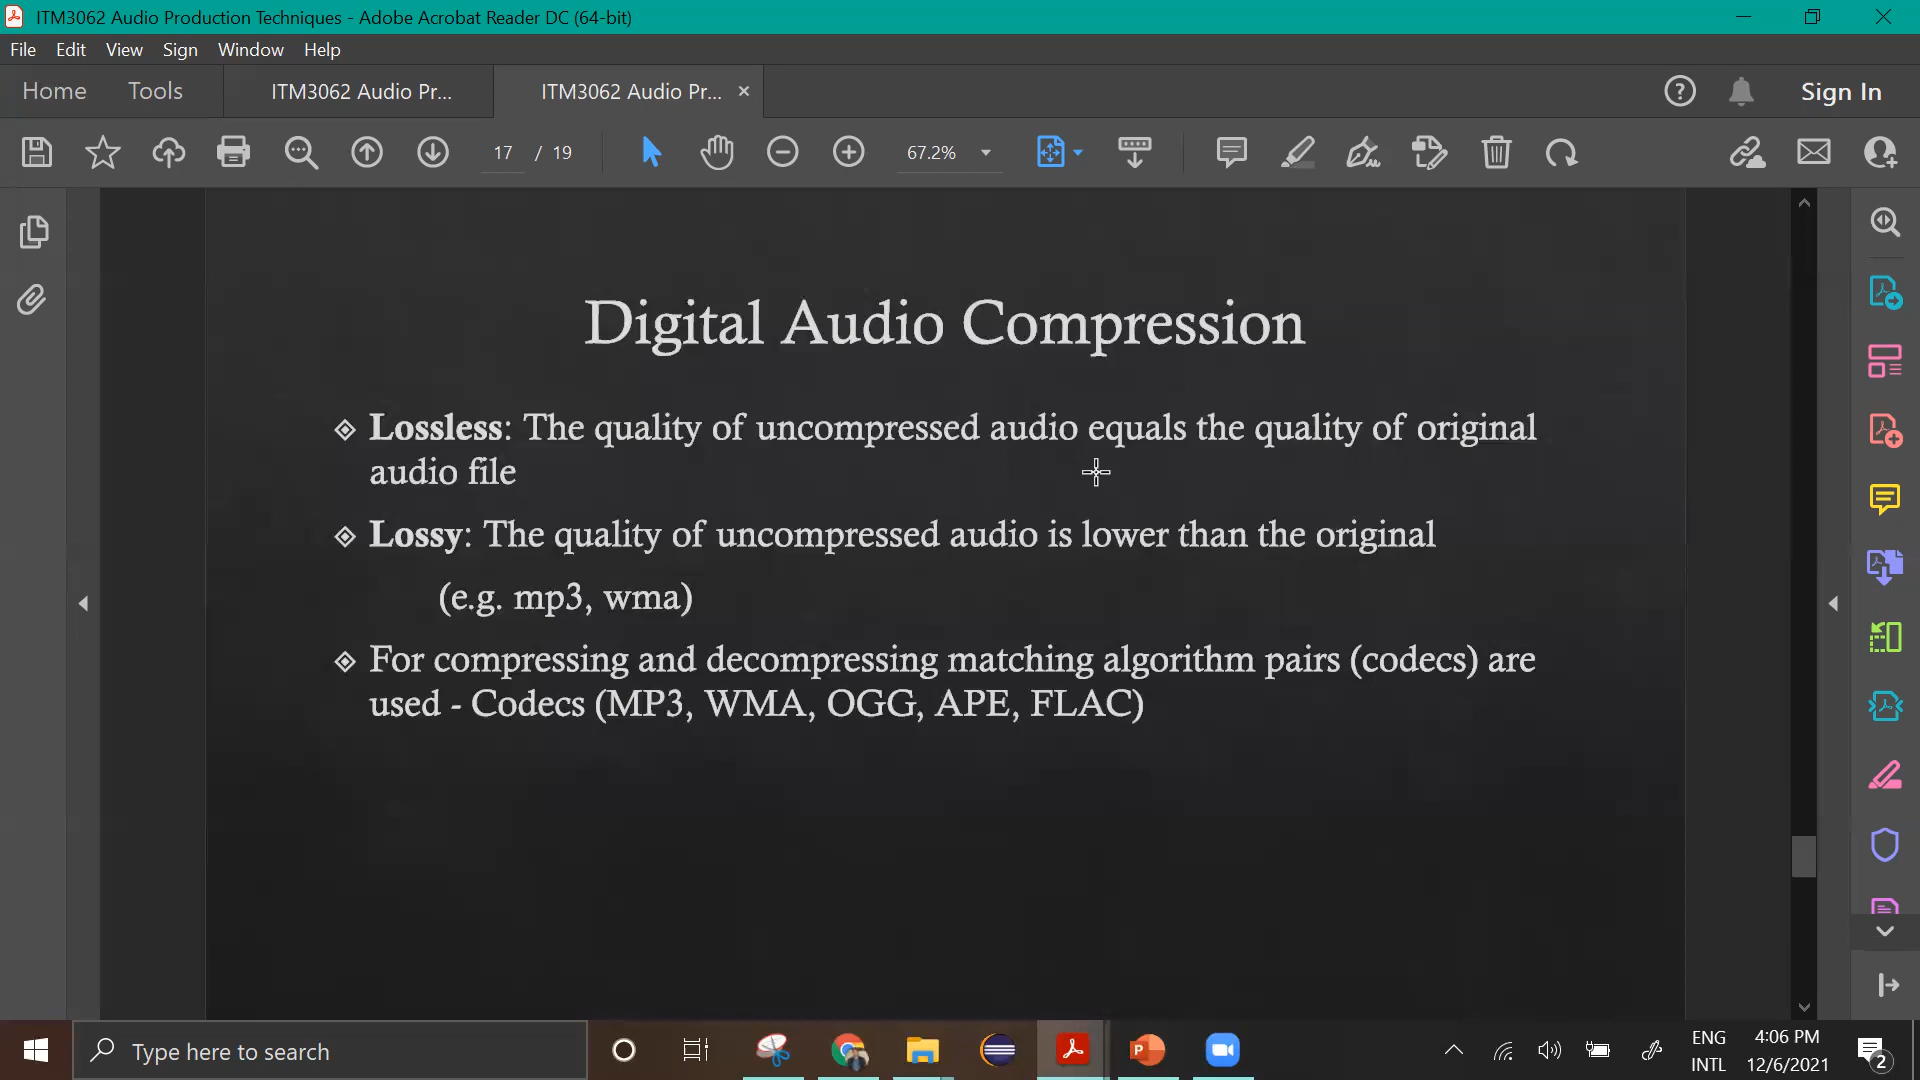 ITM3062 Audio Production Techniques - Adobe Acrobat Reader DC (64-bit)
File Edit View Sign Window Help
Home Tools ITM3062 Audio Pr... ITM3062 Audio Pr... Sign In
17 / 19 67.2%
Digital Audio Compression
Lossless: The quality of uncompressed audio equals the quality of original
audio file
Lossy: The quality of uncompressed audio is lower than the original
(e.g. mp3, wma)
For compressing and decompressing matching algorithm pairs (codecs) are
used - Codecs (MP3, WMA, OGG, APE, FLAC)
Type here to search
ENG 4:06 PM
INTL 12/6/2021 2